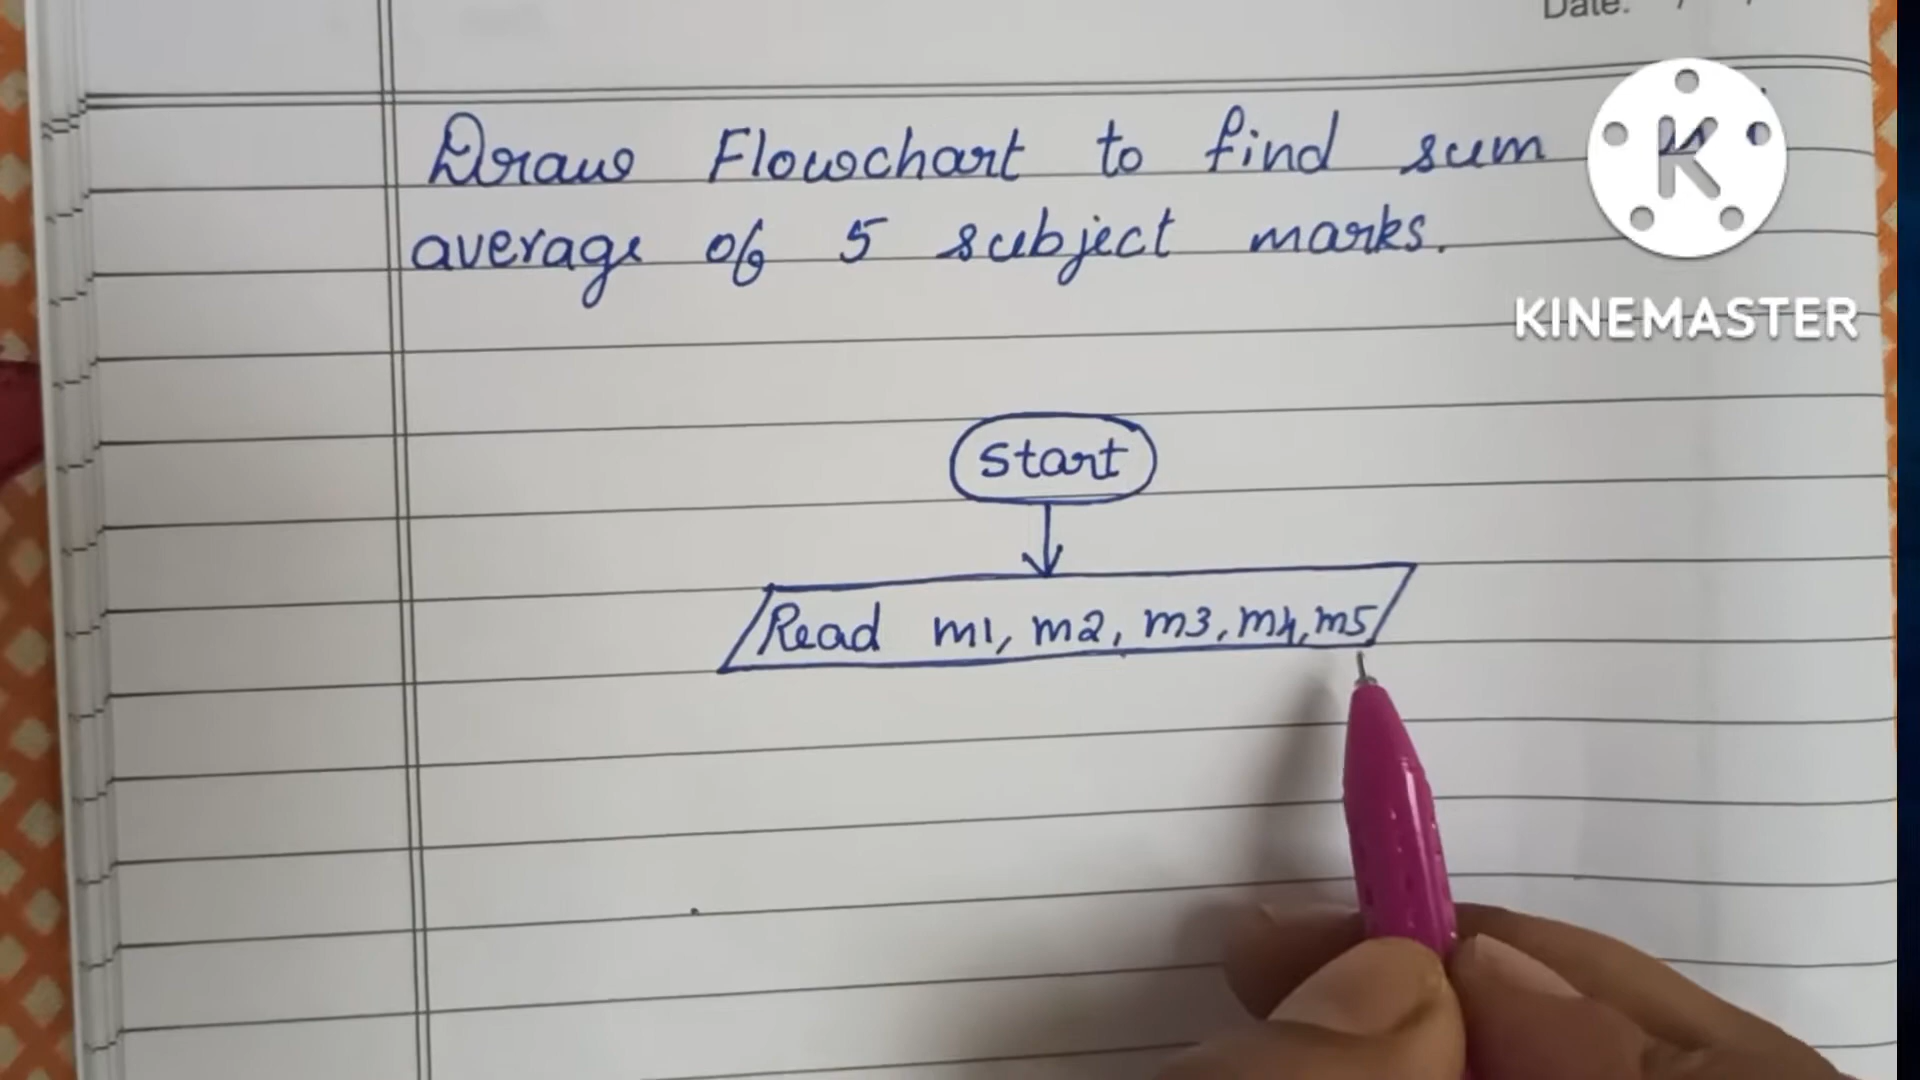 Date: / /
Draw Flowchart to find sum
average of 5 subject marks.
KINEMASTER
Start
Read m1, m2, m3, m4, m5